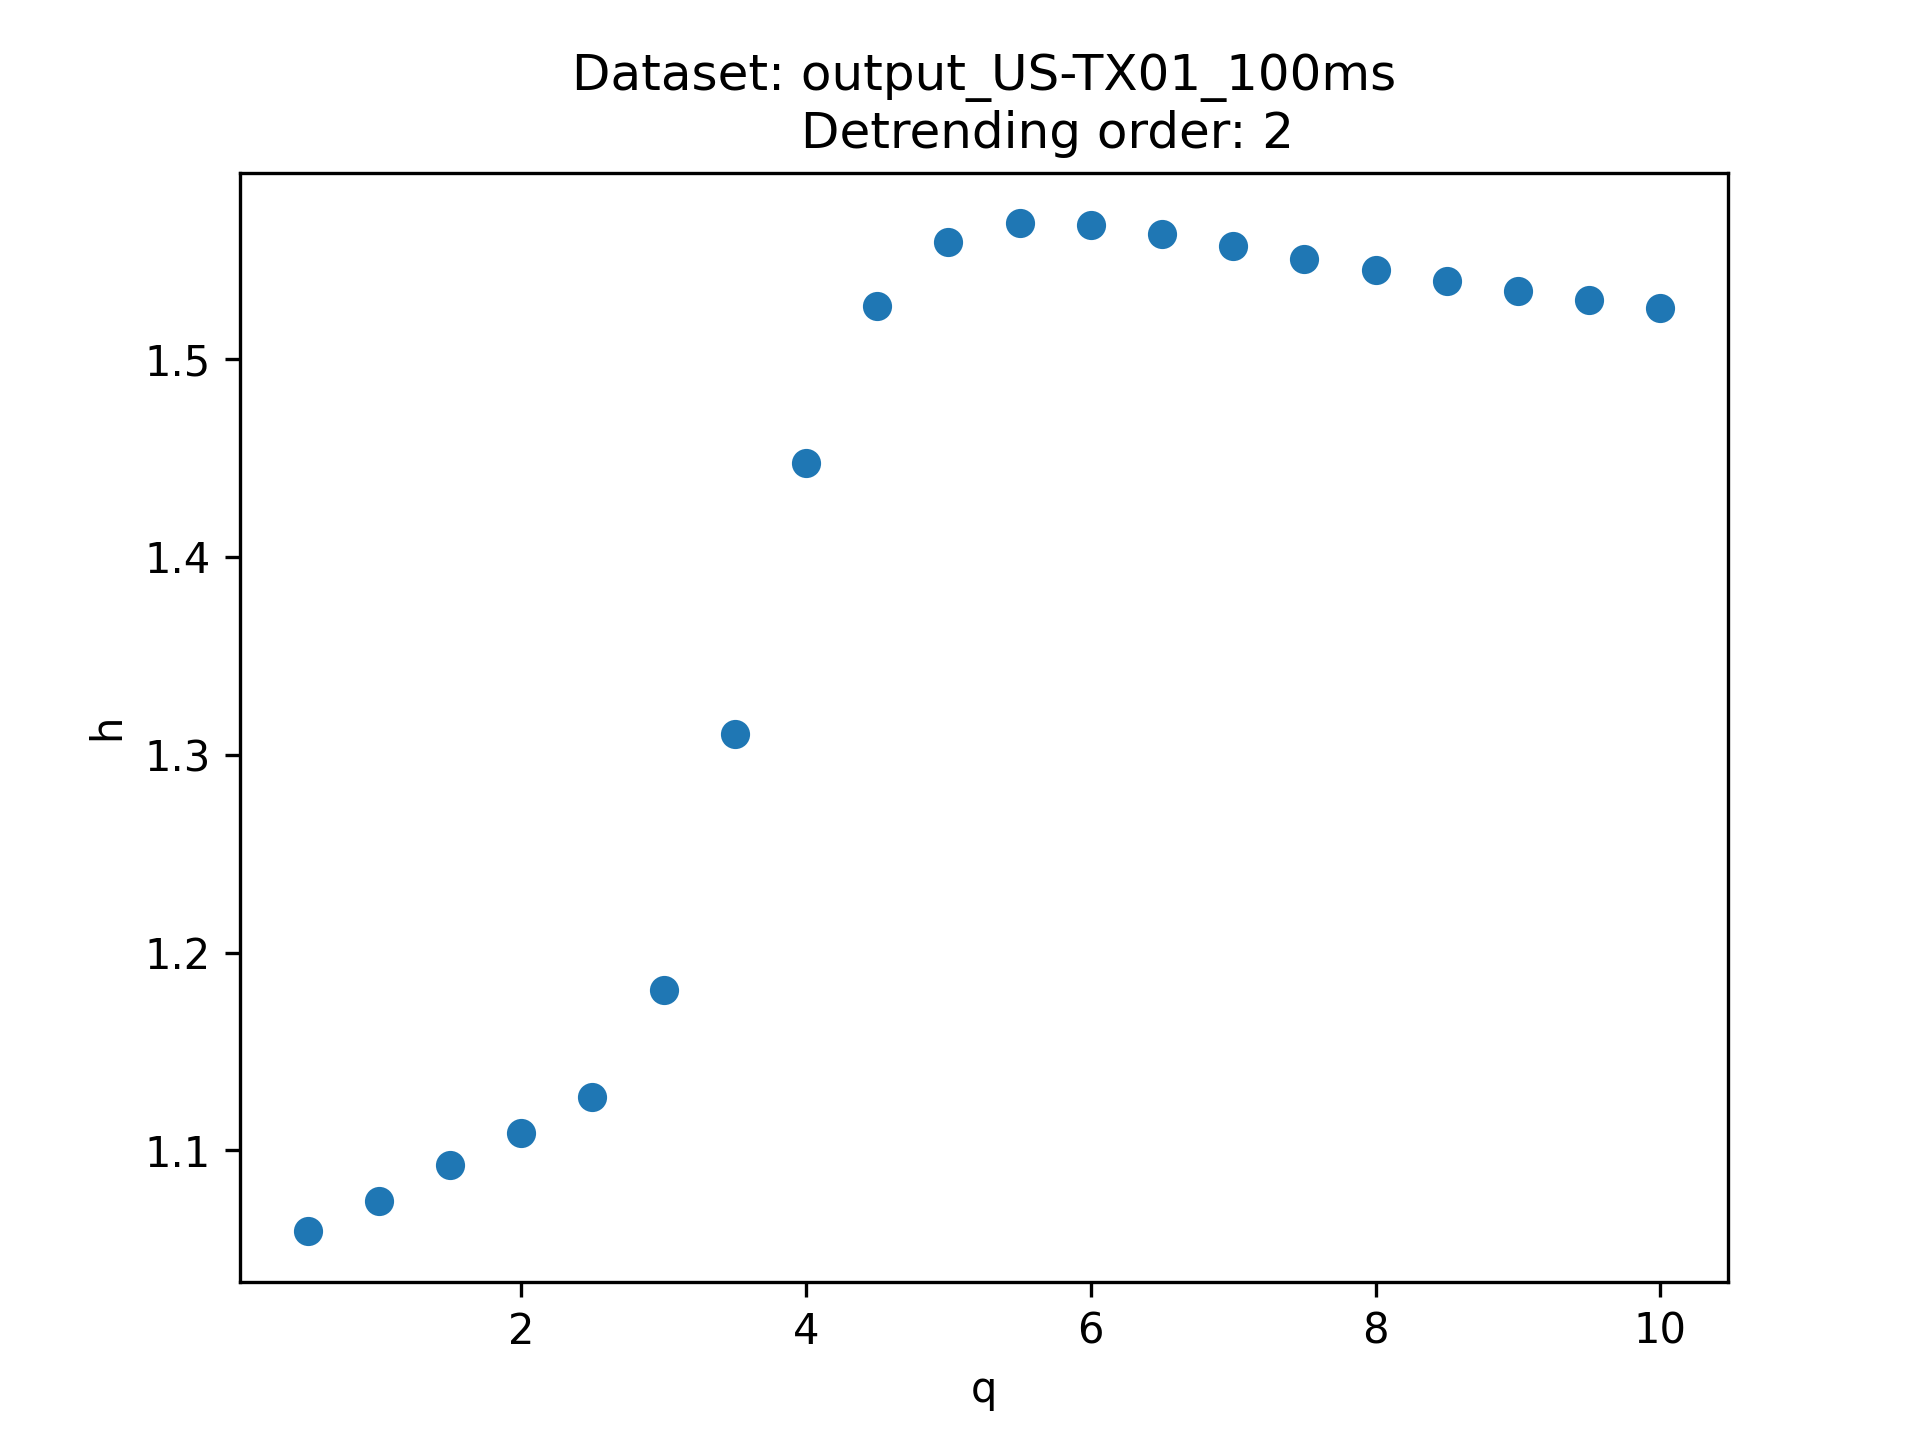 Dataset: output_US-TX01_100ms
Detrending order: 2
h
1.5
1.4
1.3
1.2
1.1
2 4 6 8 10
q